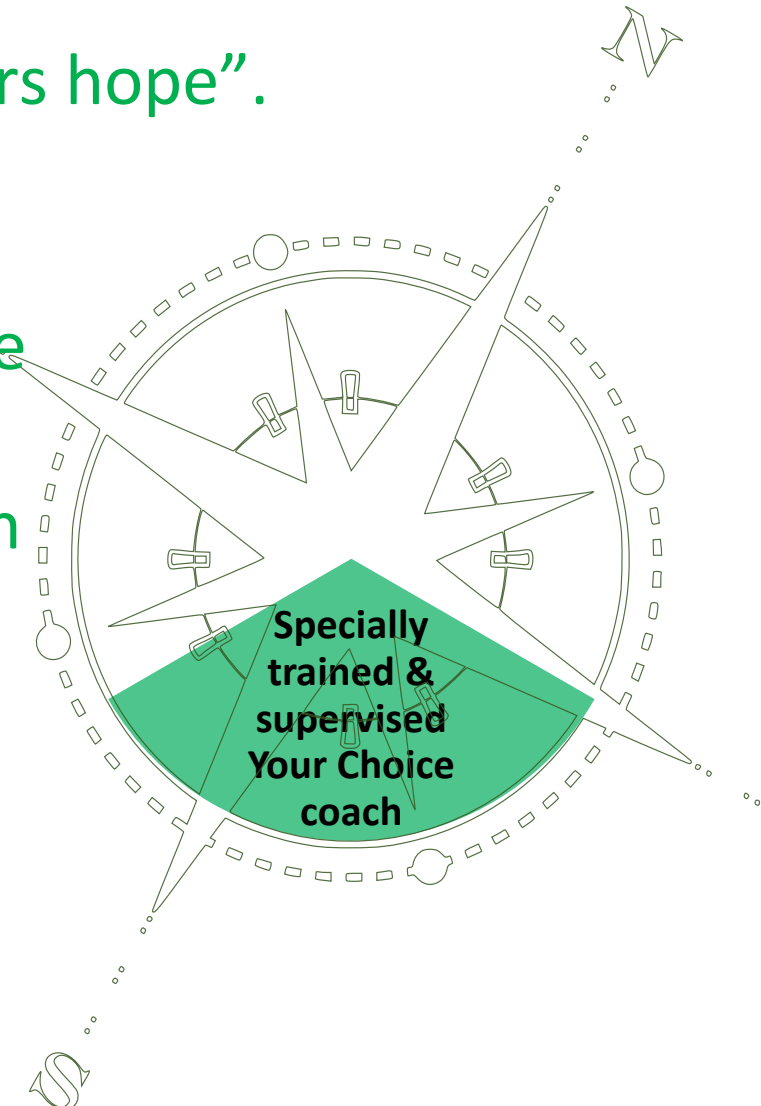 N
rs hope”.
e
n
Specially
trained &
supervised
Your Choice
coach
S